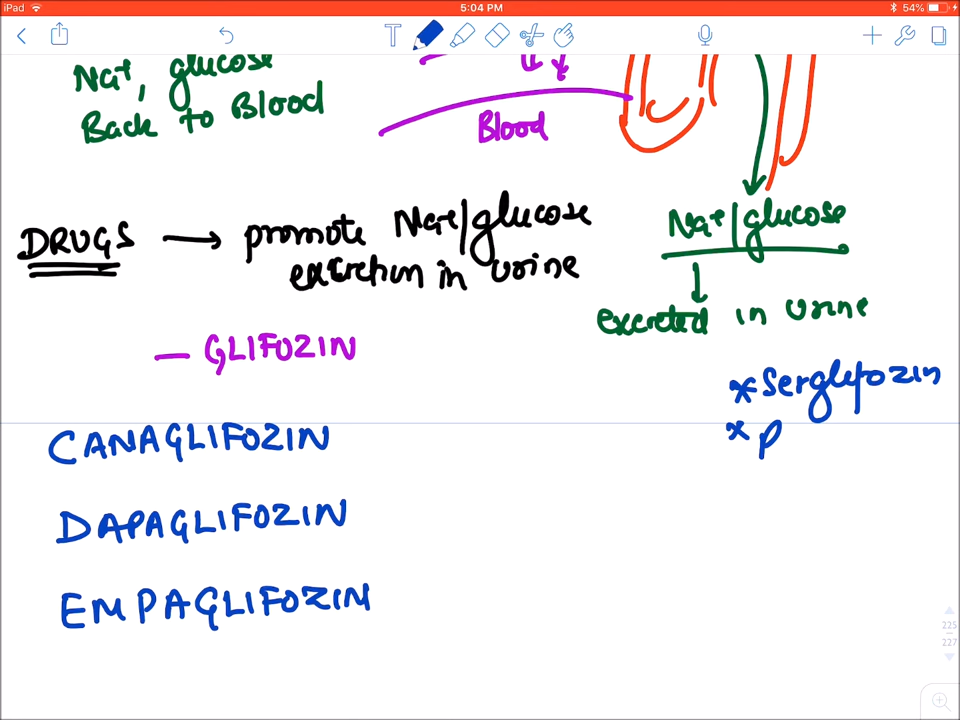 iPad
5:04 PM
54%
T
Na+, glucose
Back to Blood
Blood
DRUGS → promote Na+/glucose
excretion in urine
Na+/glucose
excreted in urine
— GLIFOZIN
* Serglifozin
* P
CANAGLIFOZIN
DAPAGLIFOZIN
EMPAGLIFOZIN
225
227